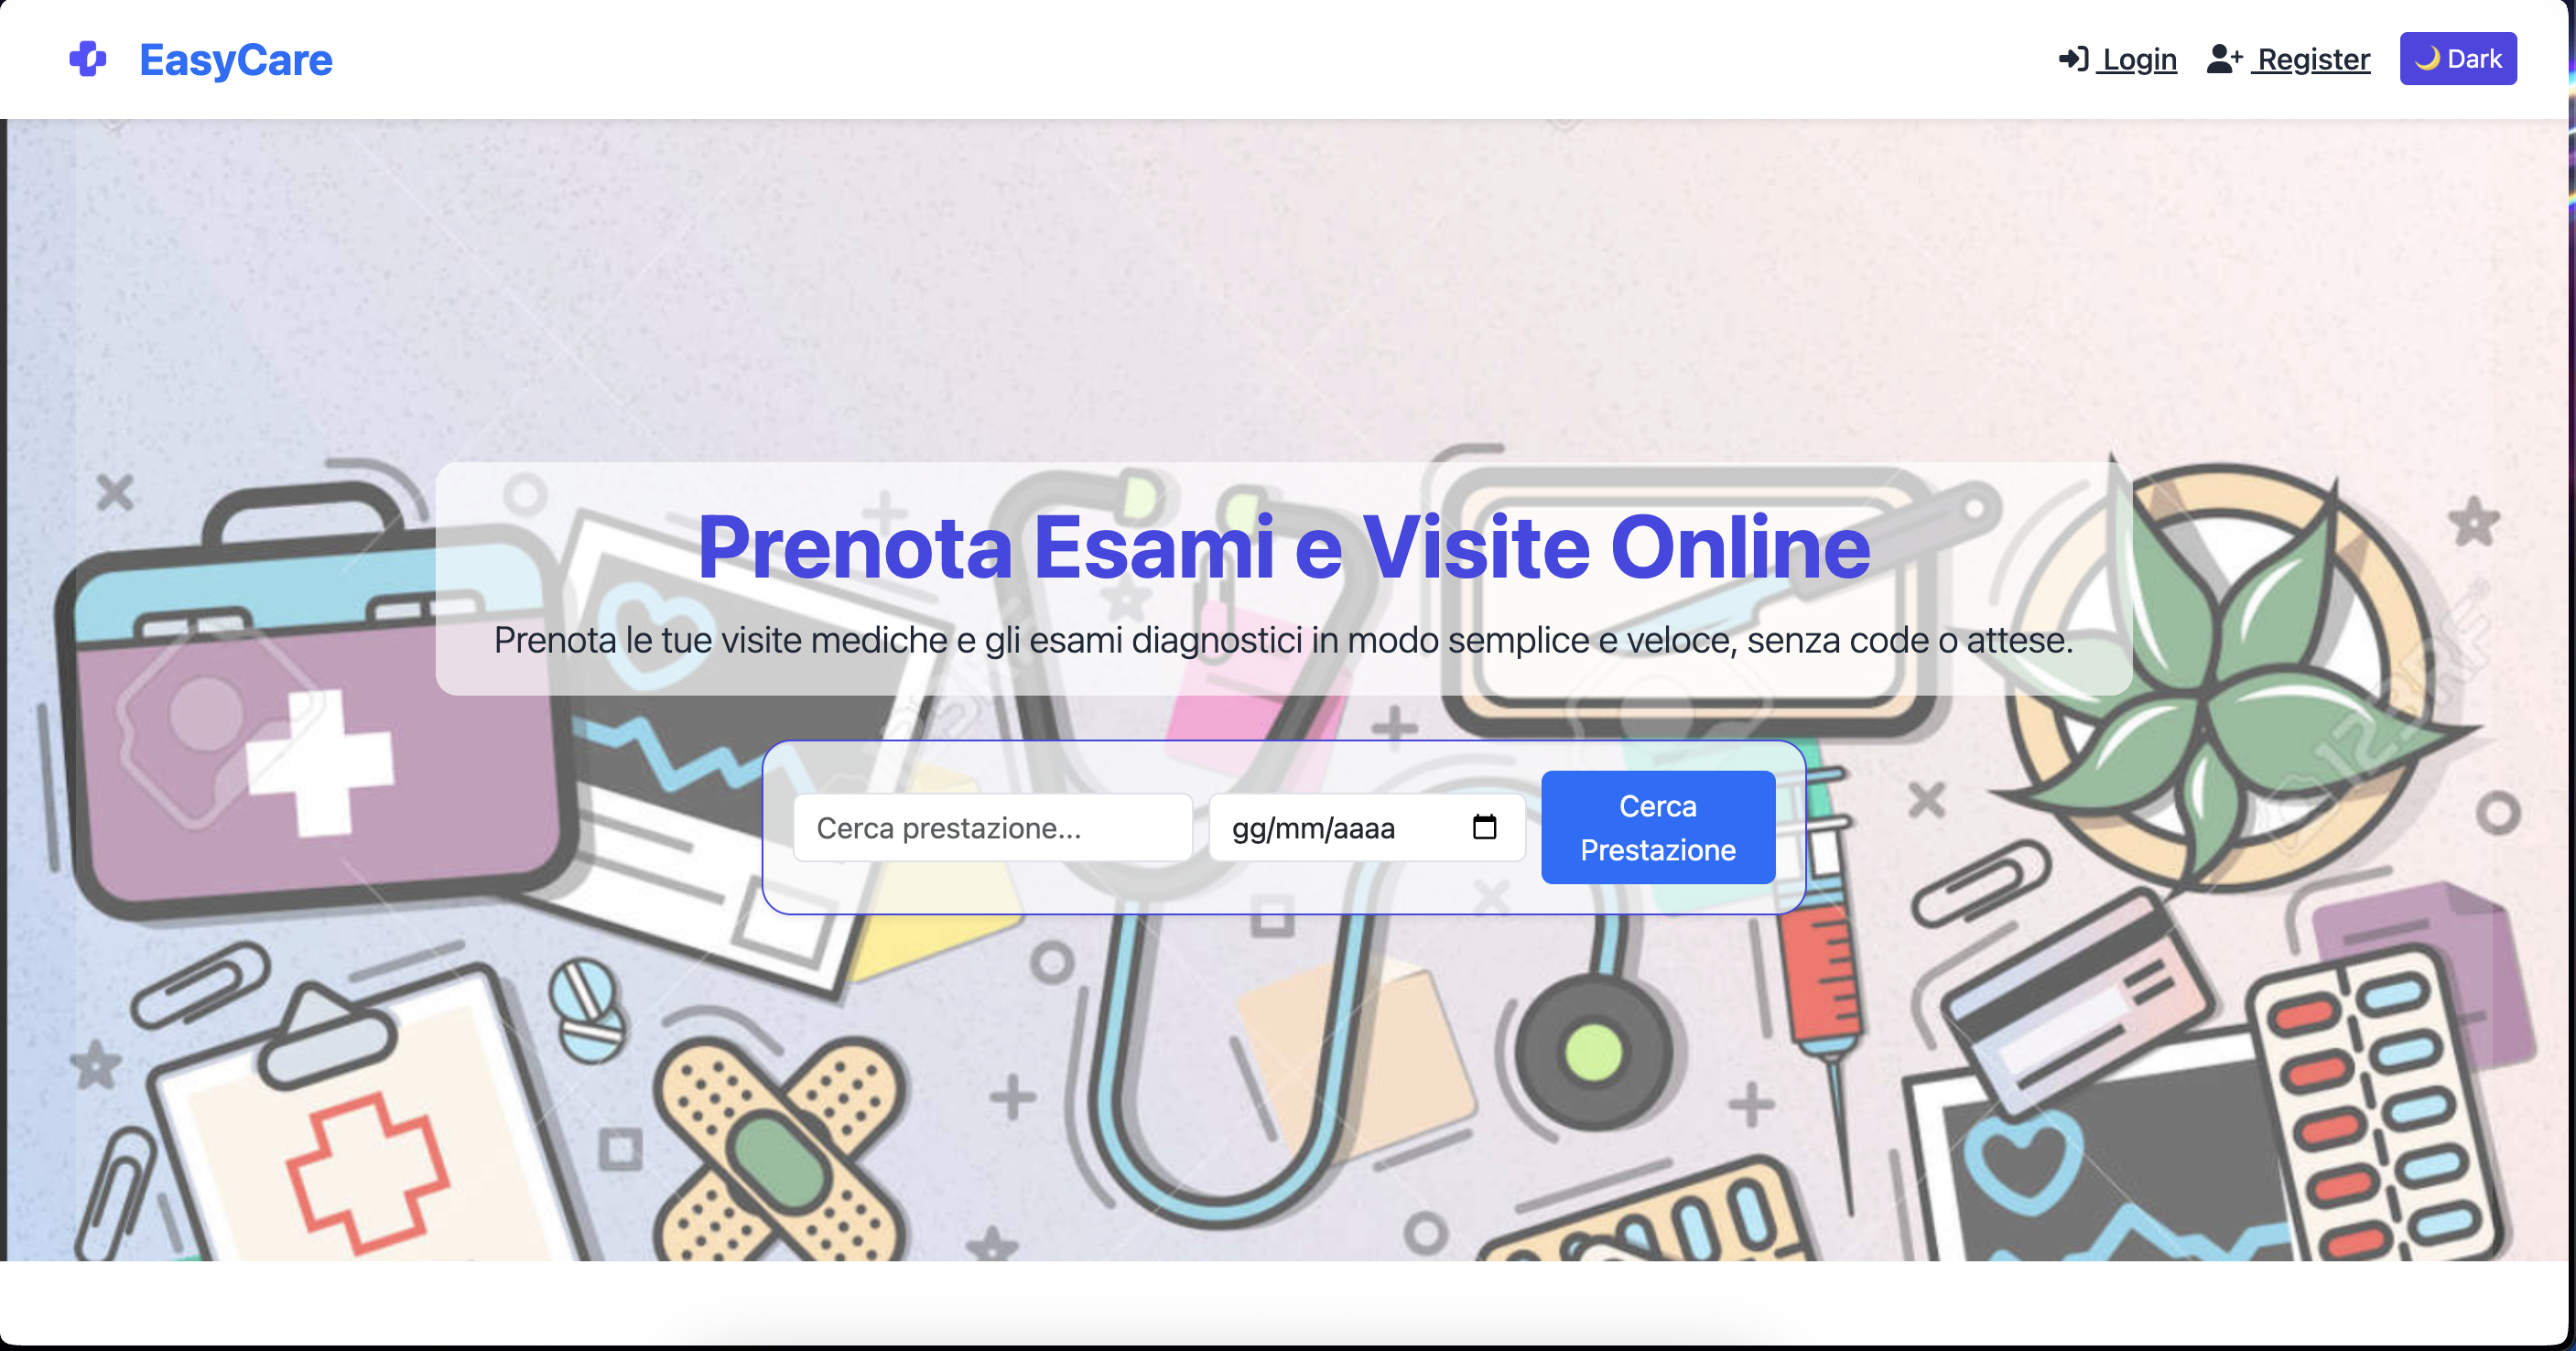 EasyCare
Login
Register
🌙 Dark
Prenota Esami e Visite Online
Prenota le tue visite mediche e gli esami diagnostici in modo semplice e veloce, senza code o attese.
Cerca prestazione...
gg/mm/aaaa
Cerca
Prestazione
123RF®